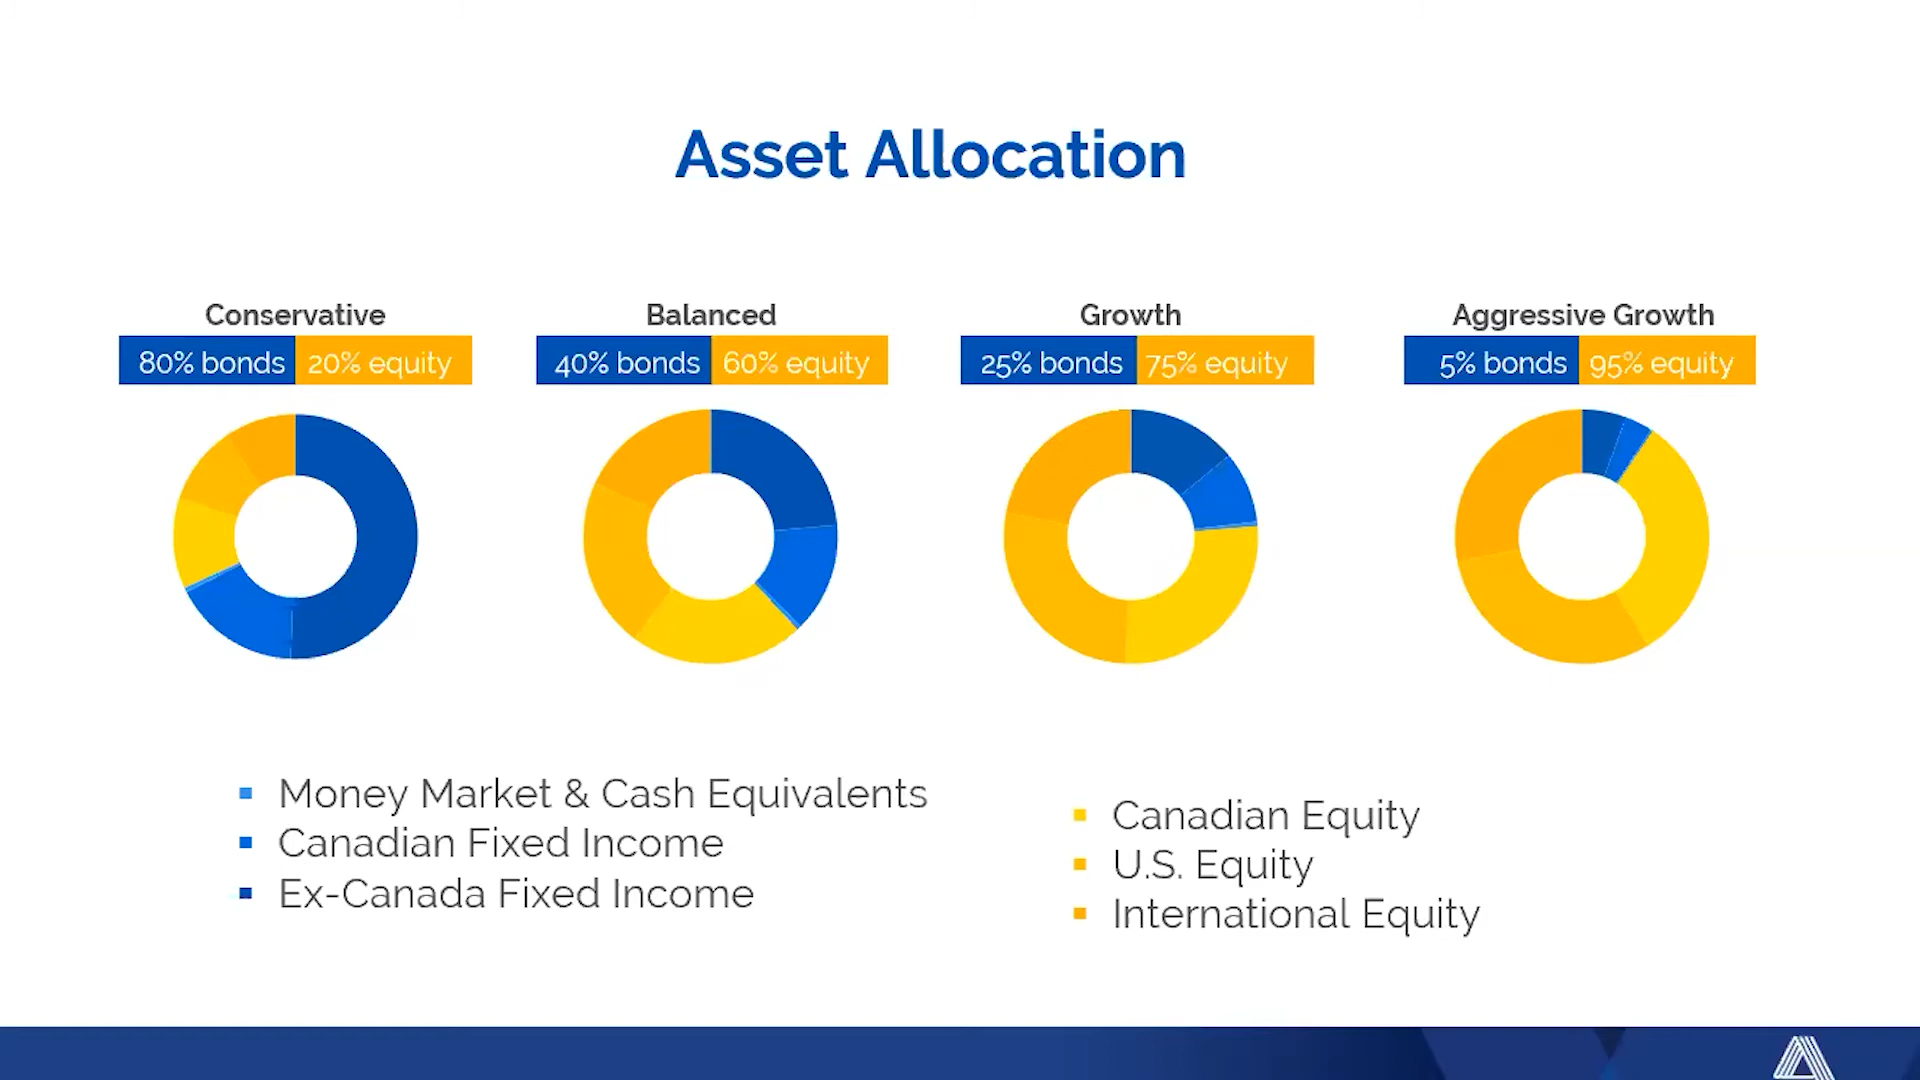 Asset Allocation
Conservative
80% bonds 20% equity
Balanced
40% bonds 60% equity
Growth
25% bonds 75% equity
Aggressive Growth
5% bonds 95% equity
Money Market & Cash Equivalents
Canadian Fixed Income
Ex-Canada Fixed Income
Canadian Equity
U.S. Equity
International Equity